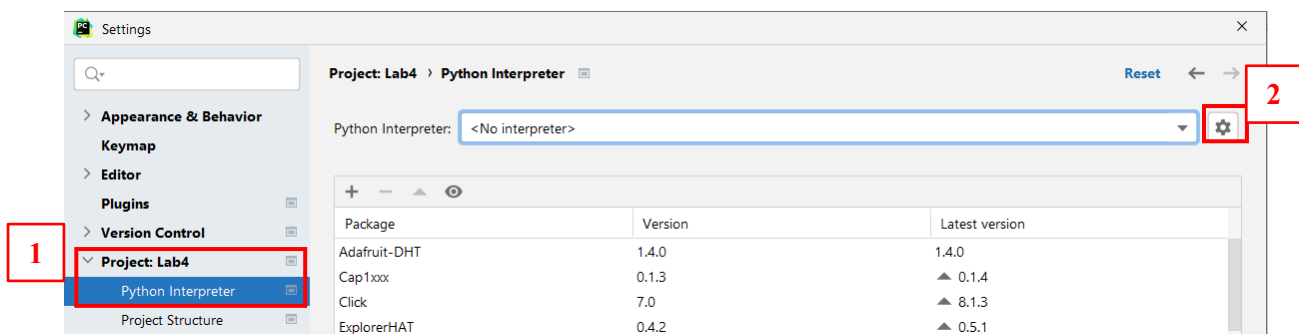 PC
Settings
Project: Lab4 > Python Interpreter
Reset
2
Appearance & Behavior
Python Interpreter: <No interpreter>
Keymap
Editor
Plugins
Package Version Latest version
1
Version Control
Adafruit-DHT 1.4.0 1.4.0
Project: Lab4
Cap1xxx 0.1.3 0.1.4
Python Interpreter
Click 7.0 8.1.3
Project Structure
ExplorerHAT 0.4.2 0.5.1